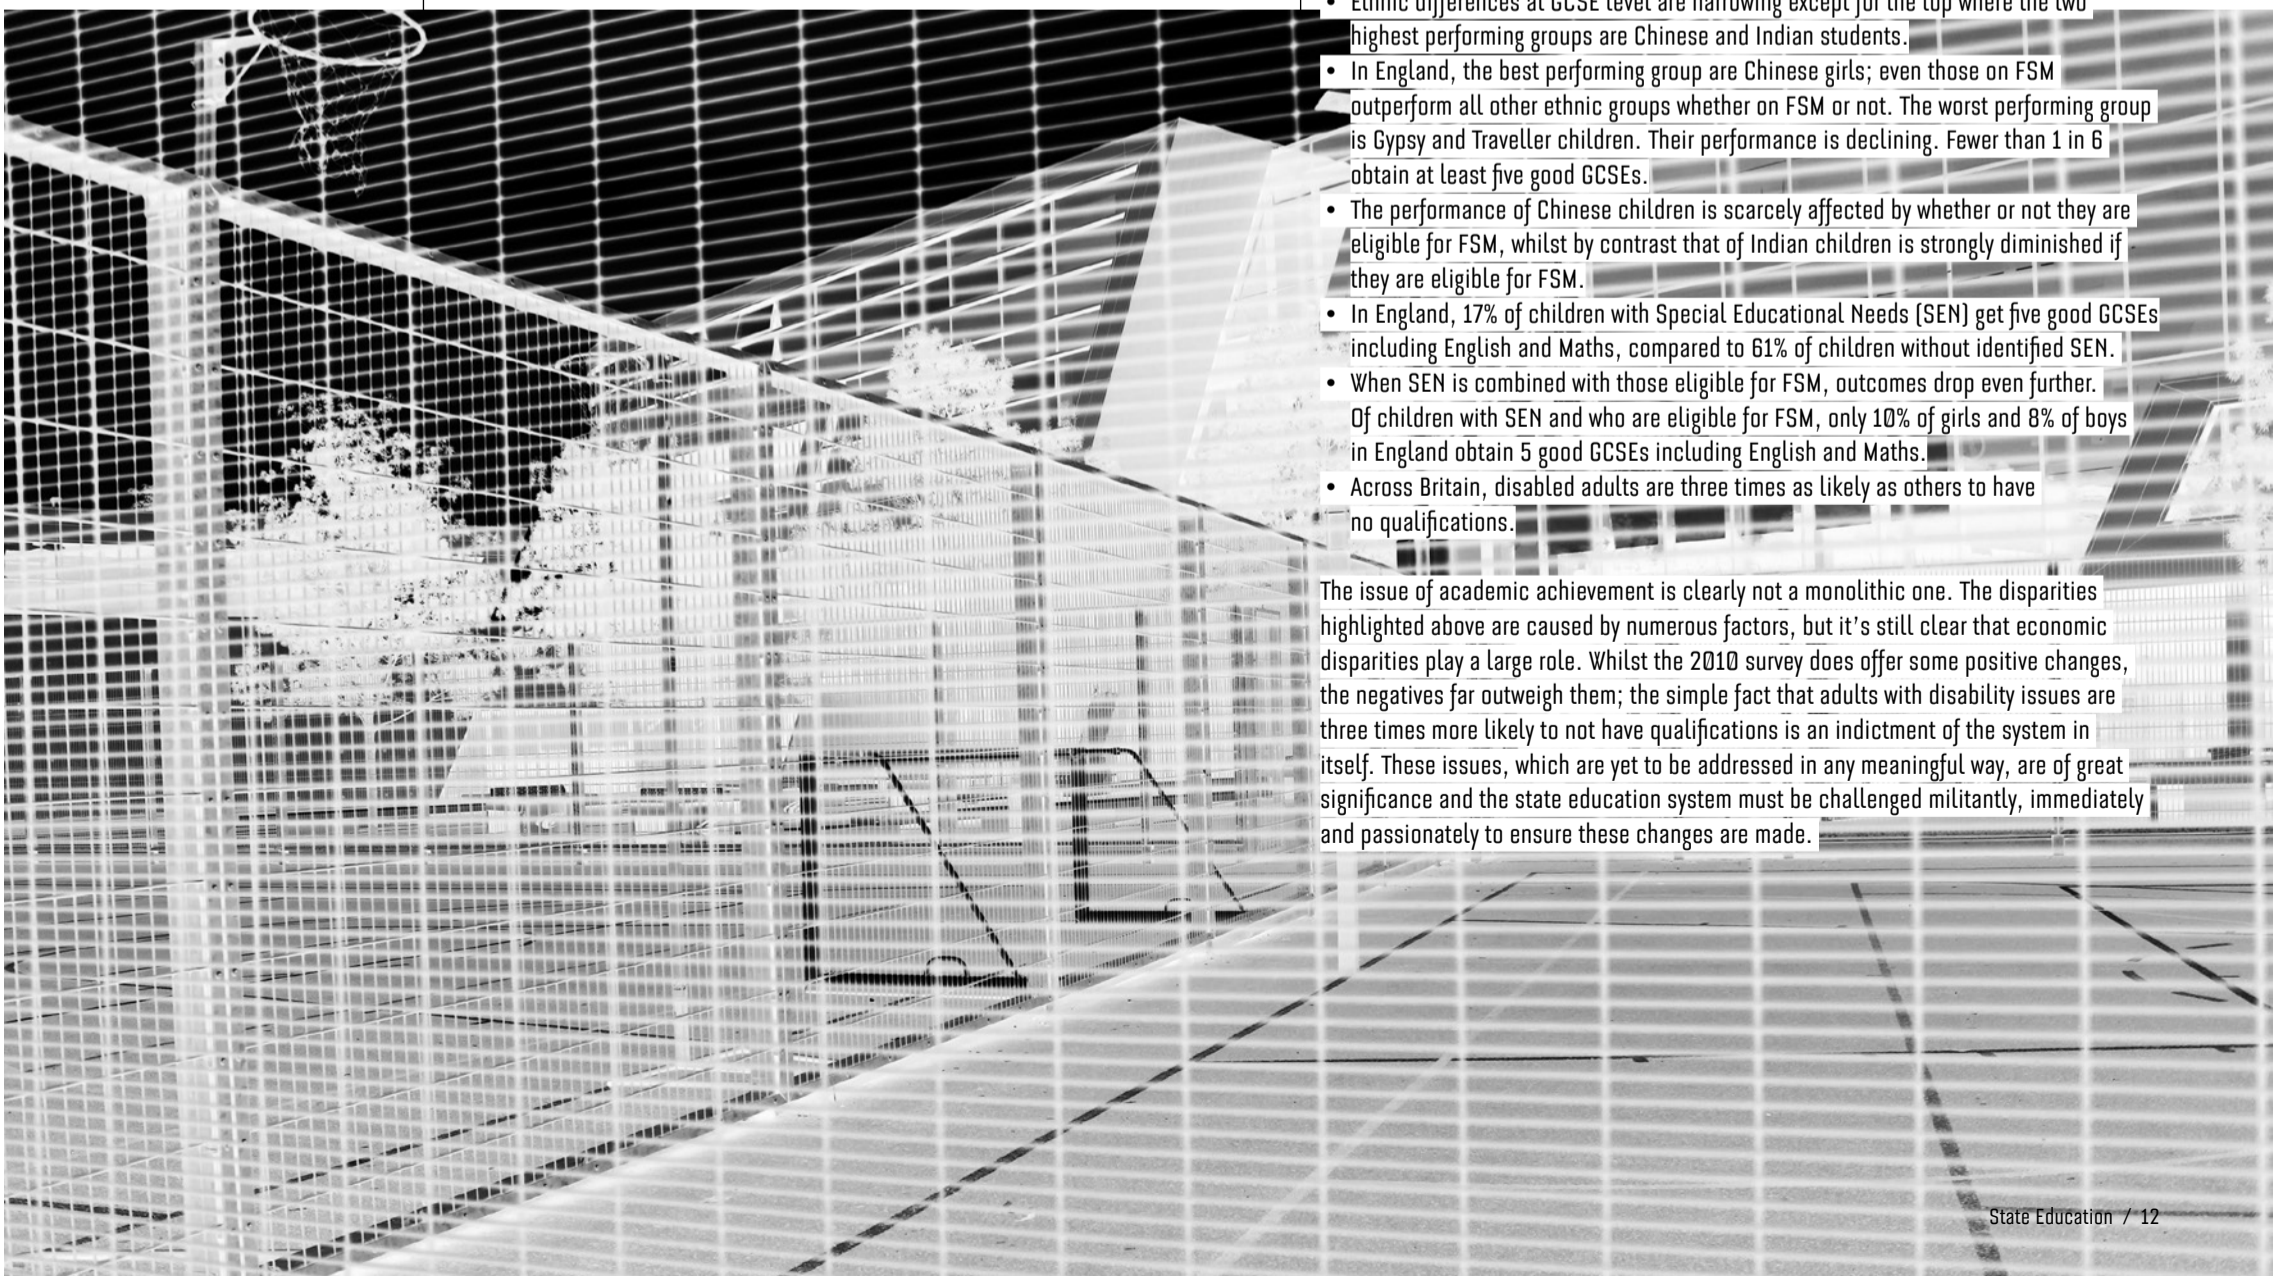 • Ethnic differences at GCSE level are narrowing except for the top where the two
highest performing groups are Chinese and Indian students.
• In England, the best performing group are Chinese girls; even those on FSM
outperform all other ethnic groups whether on FSM or not. The worst performing group
is Gypsy and Traveller children. Their performance is declining. Fewer than 1 in 6
obtain at least five good GCSEs.
• The performance of Chinese children is scarcely affected by whether or not they are
eligible for FSM, whilst by contrast that of Indian children is strongly diminished if
they are eligible for FSM.
• In England, 17% of children with Special Educational Needs (SEN) get five good GCSEs
including English and Maths, compared to 61% of children without identified SEN.
• When SEN is combined with those eligible for FSM, outcomes drop even further.
Of children with SEN and who are eligible for FSM, only 10% of girls and 8% of boys
in England obtain 5 good GCSEs including English and Maths.
• Across Britain, disabled adults are three times as likely as others to have
no qualifications.
The issue of academic achievement is clearly not a monolithic one. The disparities
highlighted above are caused by numerous factors, but it's still clear that economic
disparities play a large role. Whilst the 2010 survey does offer some positive changes,
the negatives far outweigh them; the simple fact that adults with disability issues are
three times more likely to not have qualifications is an indictment of the system in
itself. These issues, which are yet to be addressed in any meaningful way, are of great
significance and the state education system must be challenged militantly, immediately
and passionately to ensure these changes are made.
State Education / 12